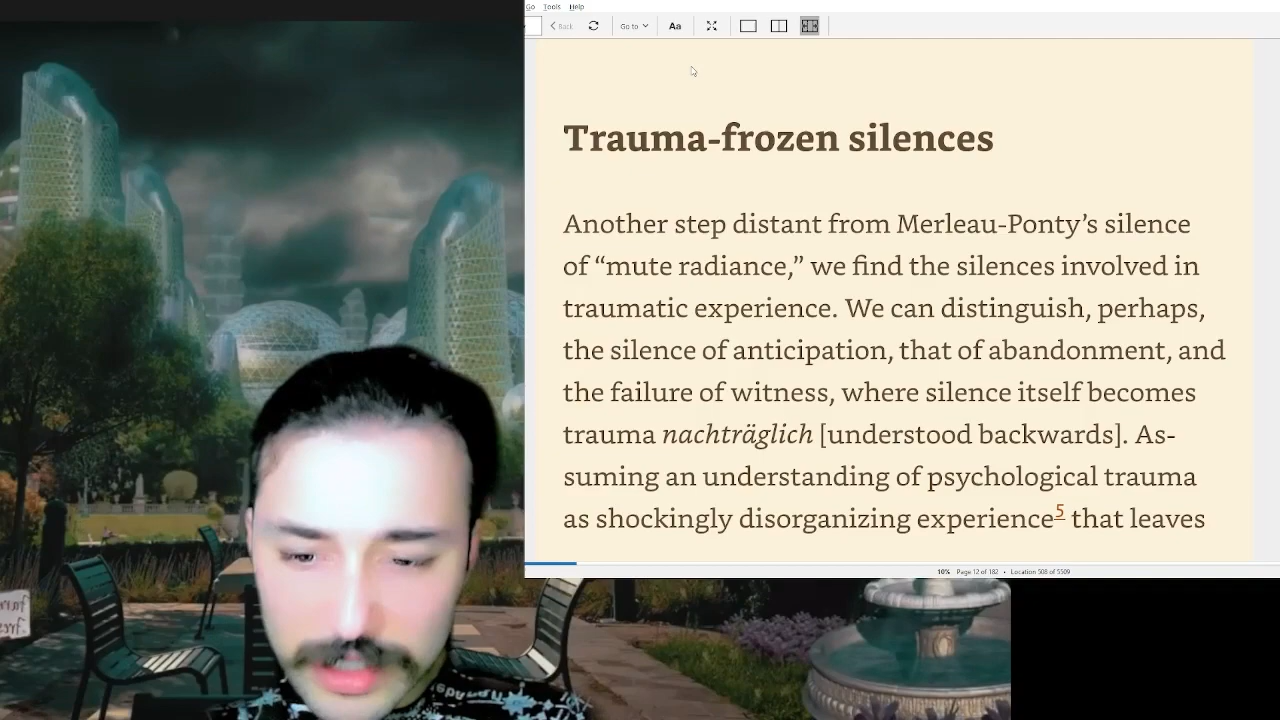 Go Tools Help
Back Go to Aa
Trauma-frozen silences
Another step distant from Merleau-Ponty’s silence
of “mute radiance,” we find the silences involved in
traumatic experience. We can distinguish, perhaps,
the silence of anticipation, that of abandonment, and
the failure of witness, where silence itself becomes
trauma nachträglich [understood backwards]. As-
suming an understanding of psychological trauma
as shockingly disorganizing experience5 that leaves
10% Page 12 of 182 • Location 508 of 5509